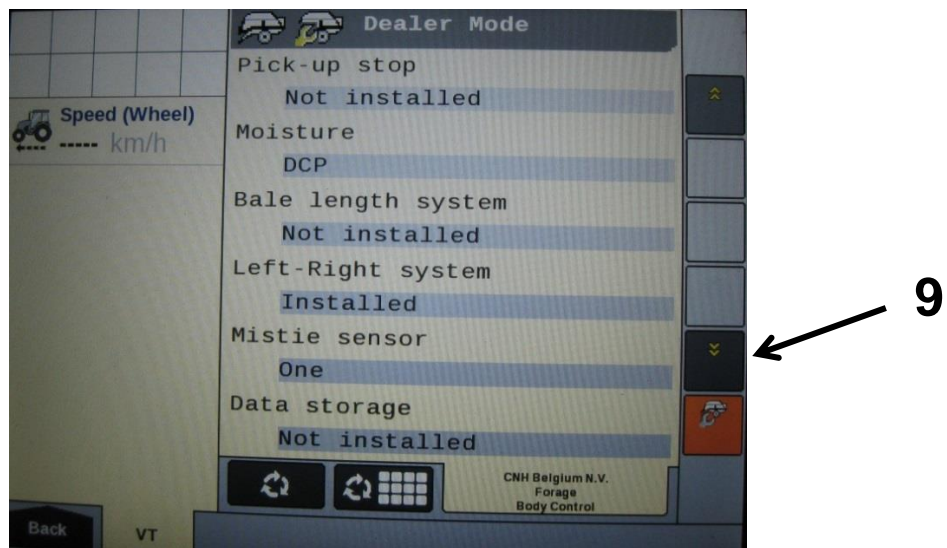 Dealer Mode
Pick-up stop
Not installed
Speed (Wheel)
----- km/h
Moisture
DCP
Bale length system
Not installed
Left-Right system
Installed
Mistie sensor
One
Data storage
Not installed
CNH Belgium N.V.
Forage
Body Control
Back
VT
9